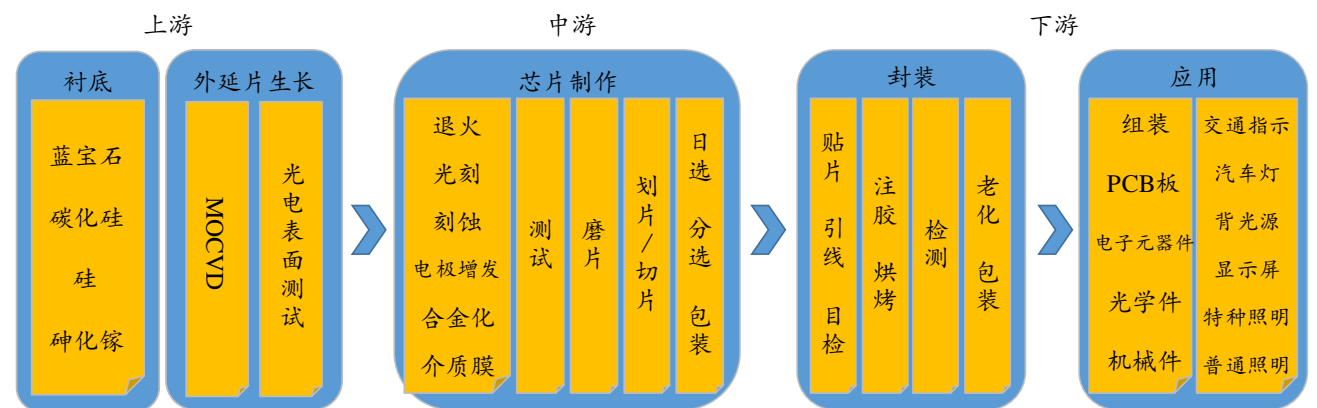 上游
中游
下游
衬底
蓝宝石
碳化硅
硅
砷化镓
外延片生长
MOCVD
光电表面测试
芯片制作
退火
光刻
刻蚀
电极增发
合金化
介质膜
测试
磨片
划片/切片
日选 分选 包装
封装
贴片 引线 目检
注胶 烘烤
检测
老化 包装
应用
组装
PCB板
电子元器件
光学件
机械件
交通指示
汽车灯
背光源
显示屏
特种照明
普通照明